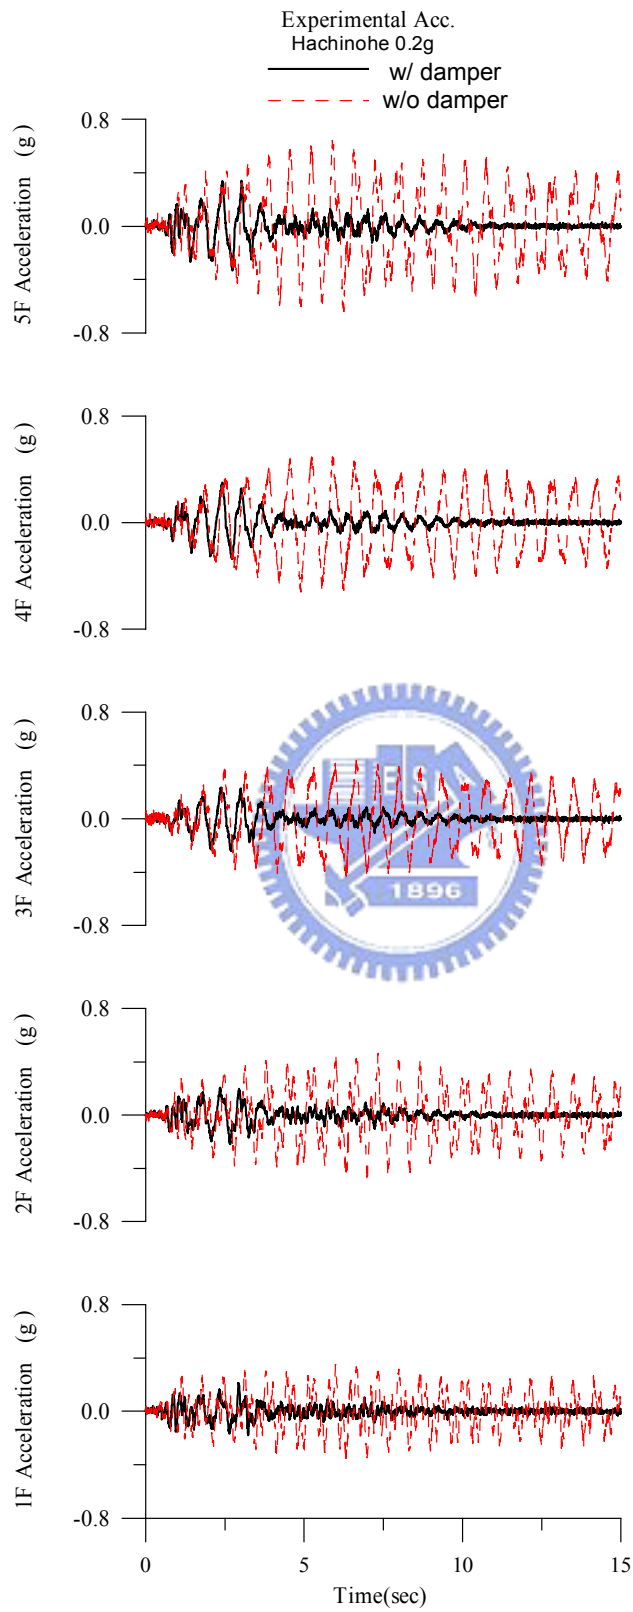 Experimental Acc.
Hachinohe 0.2g
w/ damper
w/o damper
0.8
0.0
-0.8
5F Acceleration (g)
0.8
0.0
-0.8
4F Acceleration (g)
0.8
0.0
-0.8
3F Acceleration (g)
1896
0.8
0.0
-0.8
2F Acceleration (g)
0.8
0.0
-0.8
1F Acceleration (g)
0 5 10 15
Time(sec)